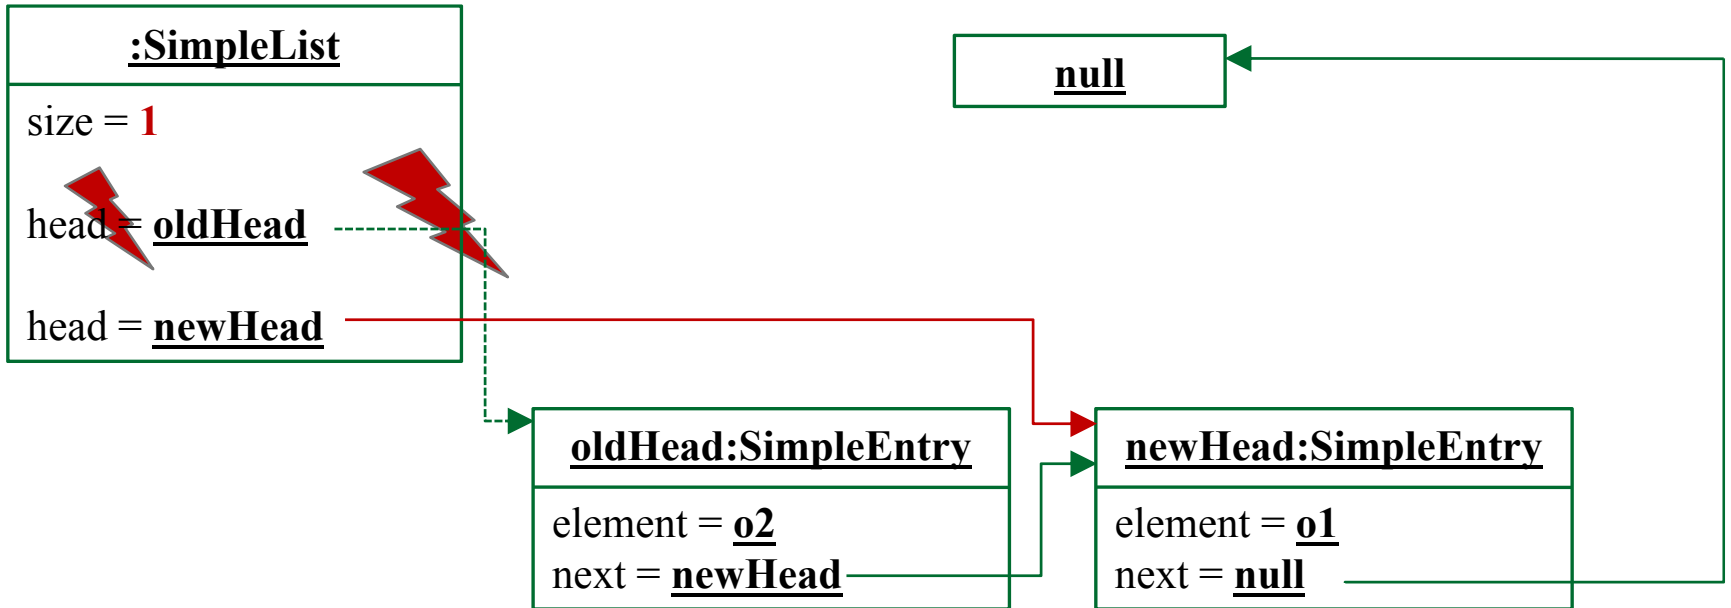 :SimpleList
size = 1
head = oldHead
head = newHead
null
oldHead:SimpleEntry
element = o2
next = newHead
newHead:SimpleEntry
element = o1
next = null